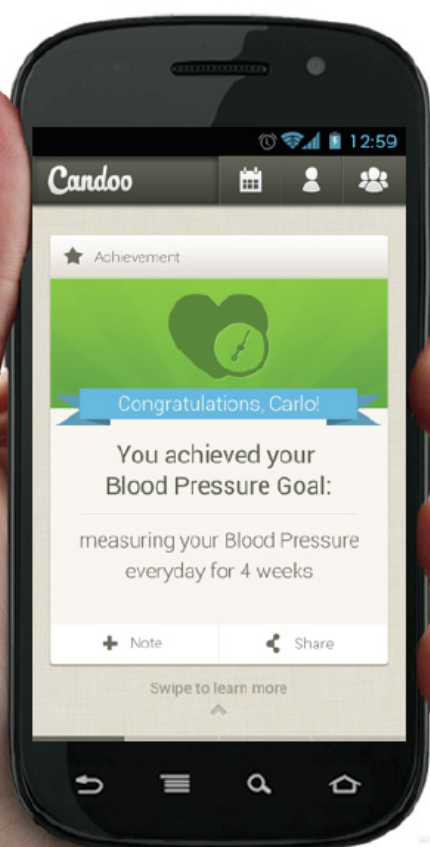 12:59
Candoo
Achievement
Congratulations, Carlo!
You achieved your
Blood Pressure Goal:
measuring your Blood Pressure
everyday for 4 weeks
Note
Share
Swipe to learn more